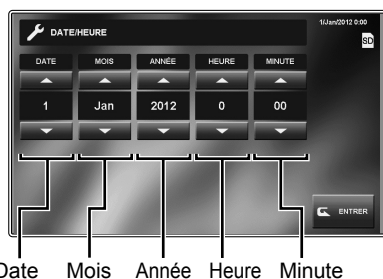 1/Jan/2012 0:00
SD
DATE/HEURE
DATE MOIS ANNÉE HEURE MINUTE
1 Jan 2012 0 00
ENTRER
Date Mois Année Heure Minute